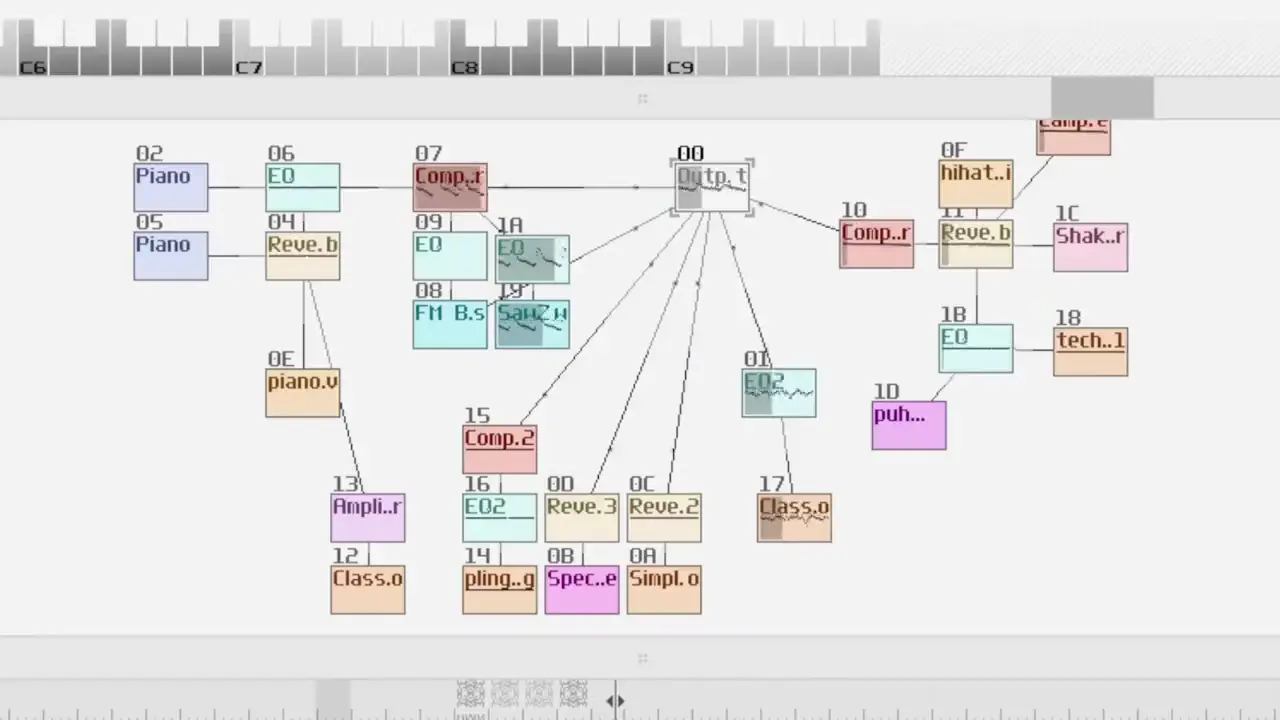 C6 C7 C8 C9
02 Piano
06 EQ
07 Comp..r
00 Outp.t
0F hihat..i
05 Piano
04 Reve.b
09 EQ
1A EQ
10 Comp..r
11 Reve.b
1C Shak..r
08 FM B.s
19
1B EQ
18 tech..1
0E piano.v
01 EQ2
1D puh...
15 Comp.2
13 Ampli.r
16 EQ2
0D Reve.3
0C Reve.2
17 Class.o
12 Class.o
14 pling..g
0B Spec..e
0A Simpl.o